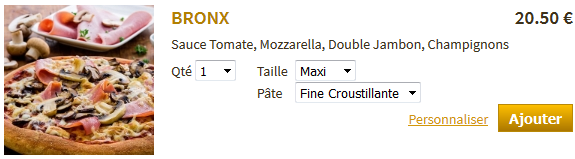 BRONX 20.50 €
Sauce Tomate, Mozzarella, Double Jambon, Champignons
Qté 1 Taille Maxi
Pâte Fine Croustillante
Personnaliser Ajouter